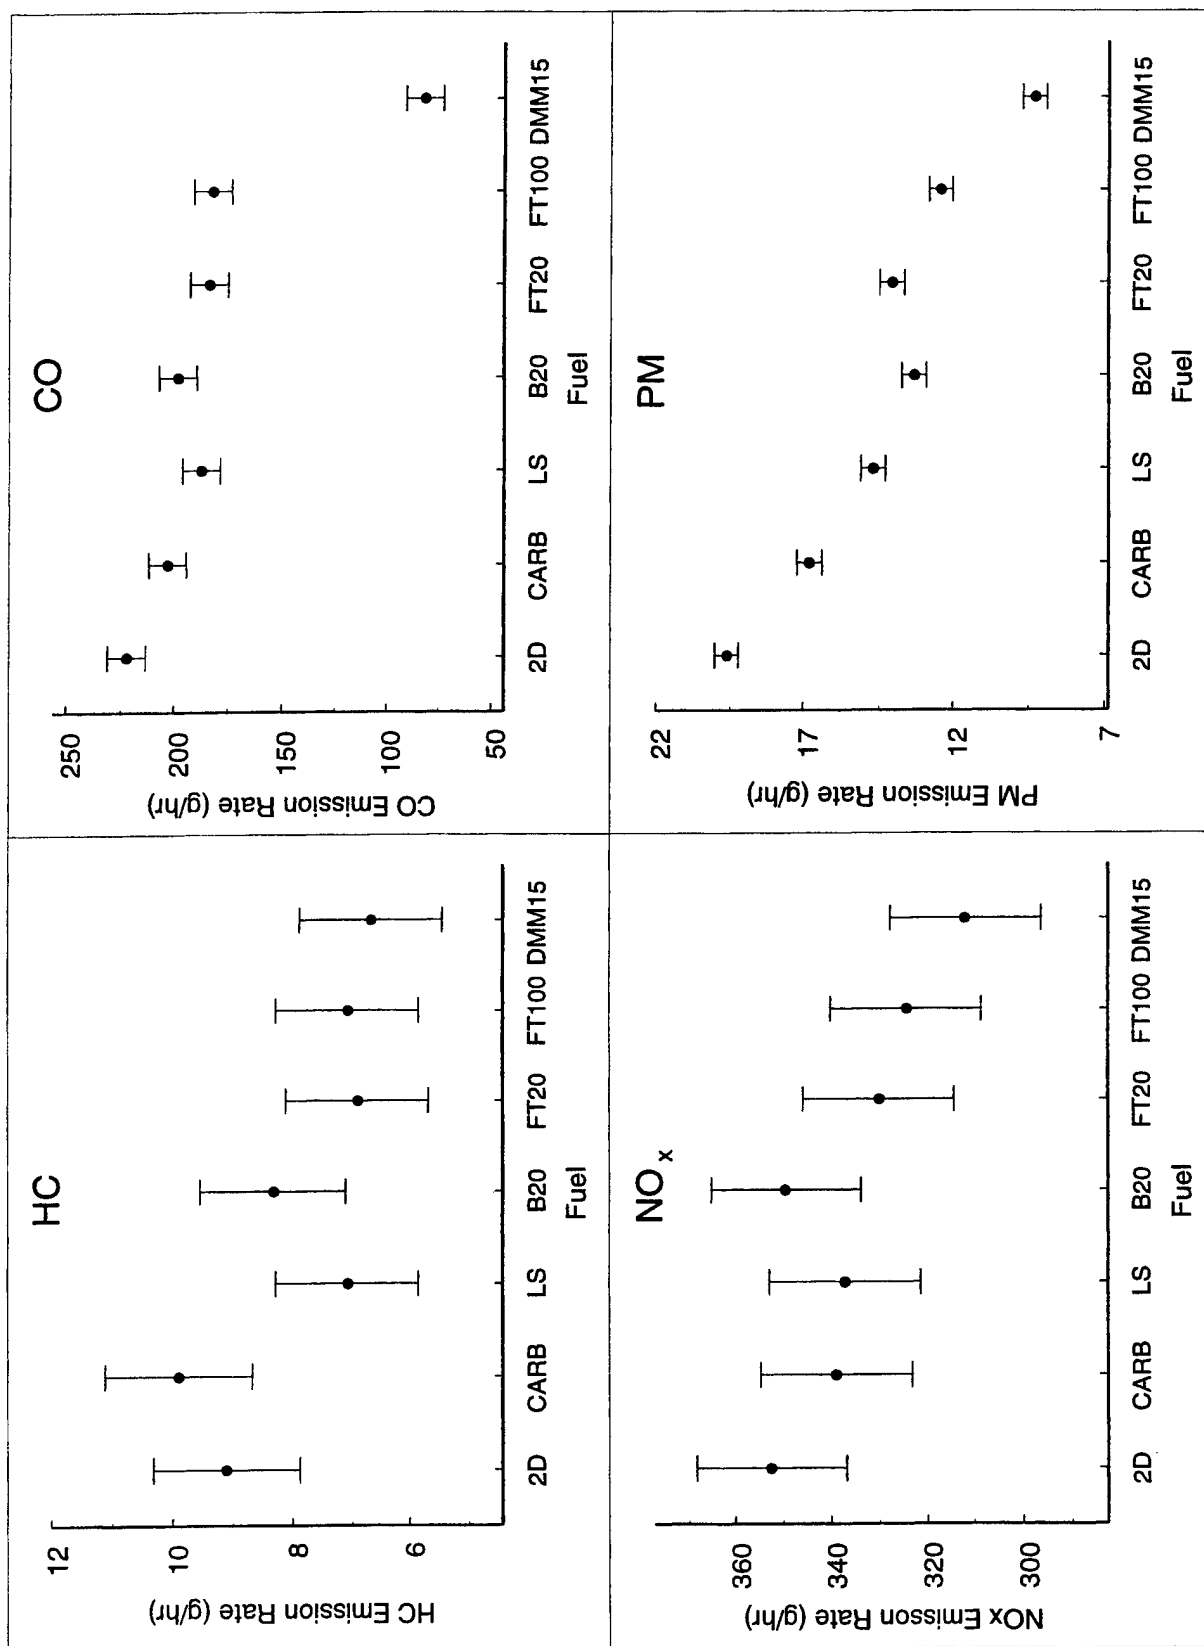 HC
HC Emission Rate (g/hr)
12
10
8
6
2D CARB LS B20 FT20 FT100 DMM15
Fuel
CO
CO Emission Rate (g/hr)
250
200
150
100
50
2D CARB LS B20 FT20 FT100 DMM15
Fuel
NOx
NOx Emisson Rate (g/hr)
360
340
320
300
2D CARB LS B20 FT20 FT100 DMM15
Fuel
PM
PM Emission Rate (g/hr)
22
17
12
7
2D CARB LS B20 FT20 FT100 DMM15
Fuel